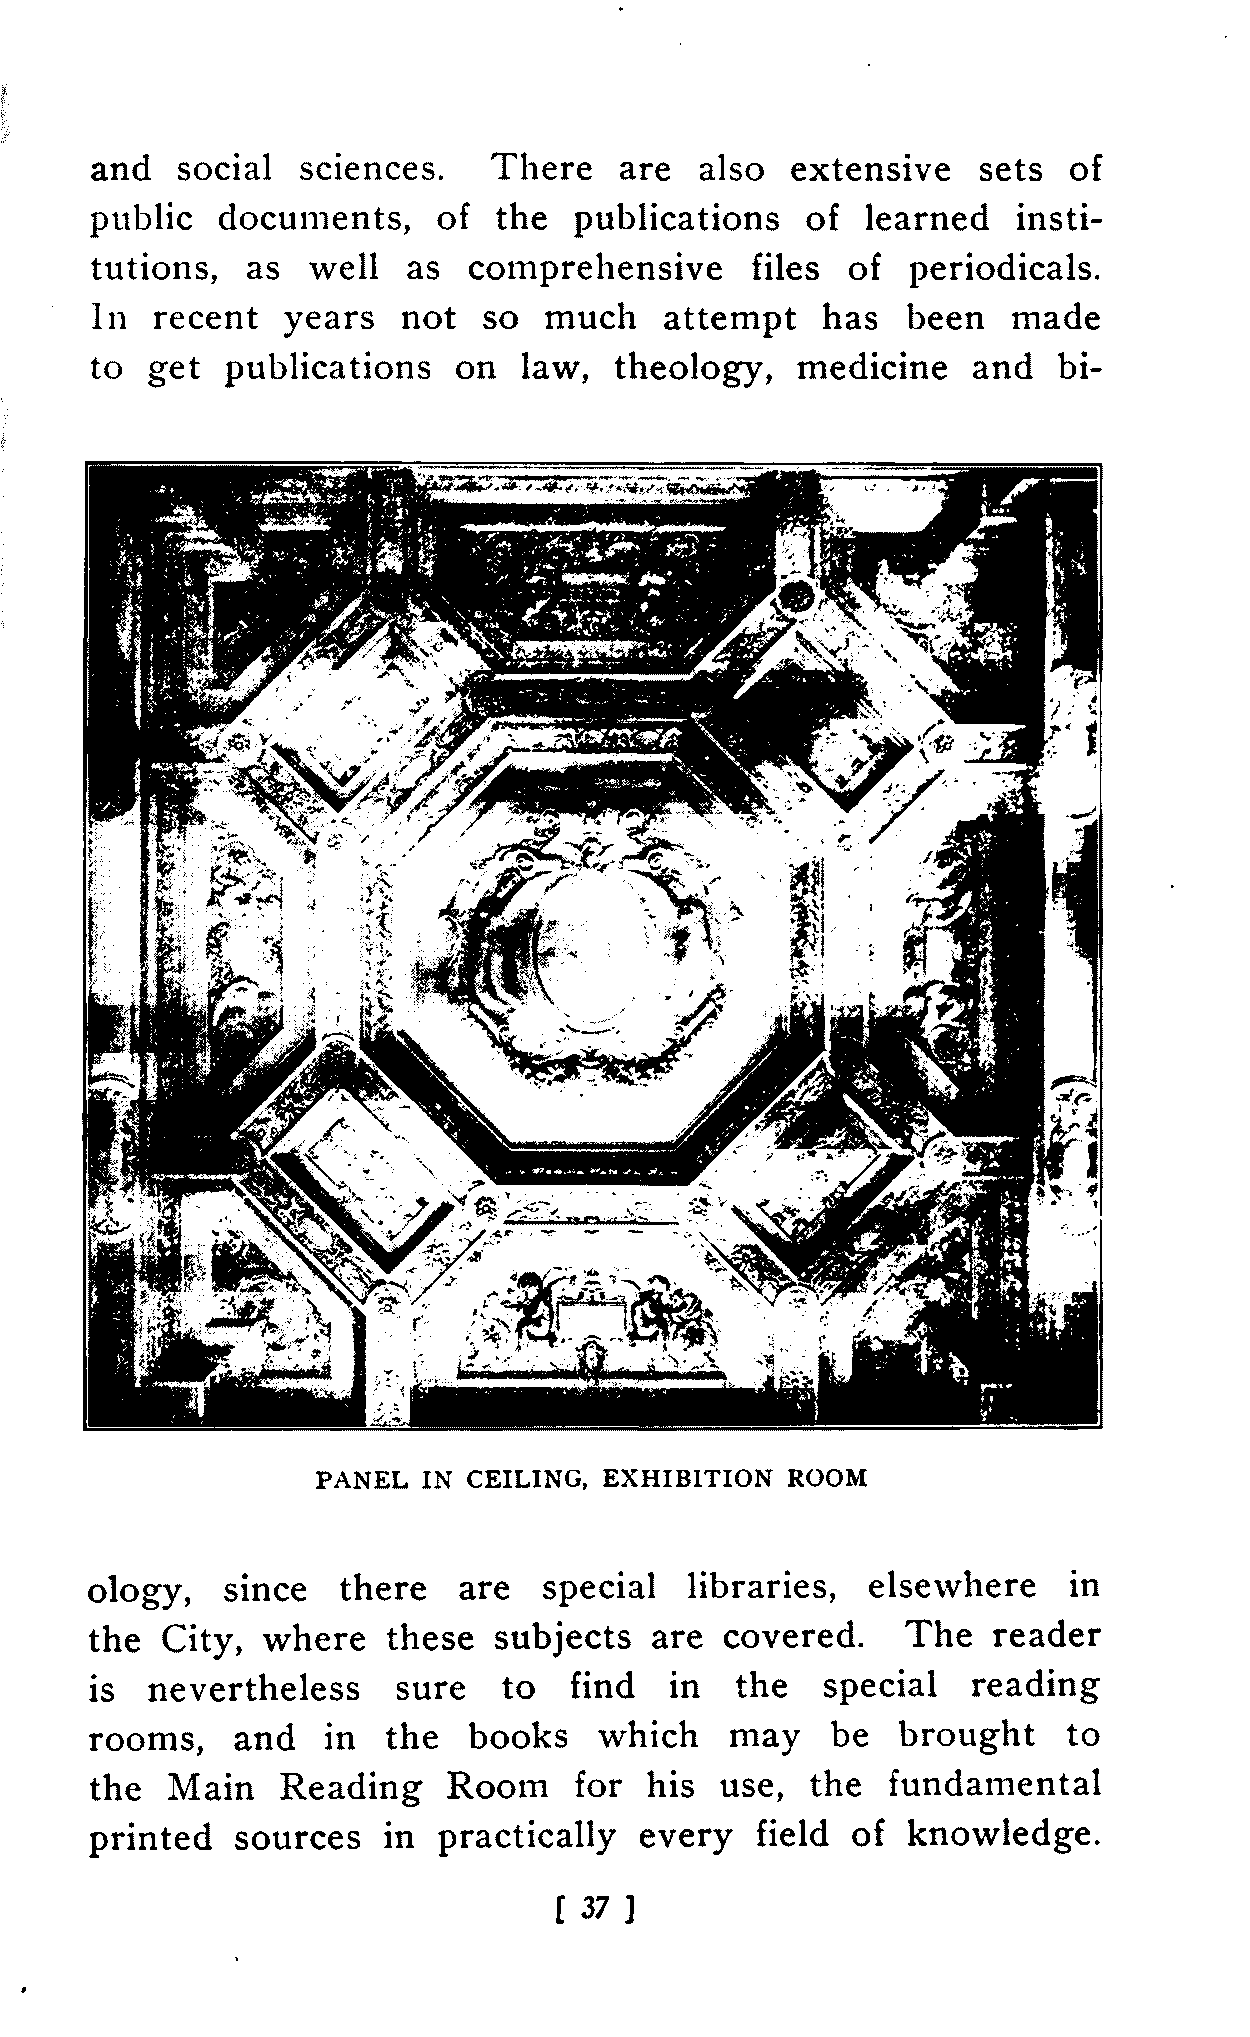 and social sciences. There are also extensive sets of
public documents, of the publications of learned insti-
tutions, as well as comprehensive files of periodicals.
In recent years not so much attempt has been made
to get publications on law, theology, medicine and bi-
PANEL IN CEILING, EXHIBITION ROOM
ology, since there are special libraries, elsewhere in
the City, where these subjects are covered. The reader
is nevertheless sure to find in the special reading
rooms, and in the books which may be brought to
the Main Reading Room for his use, the fundamental
printed sources in practically every field of knowledge.
[ 37 ]